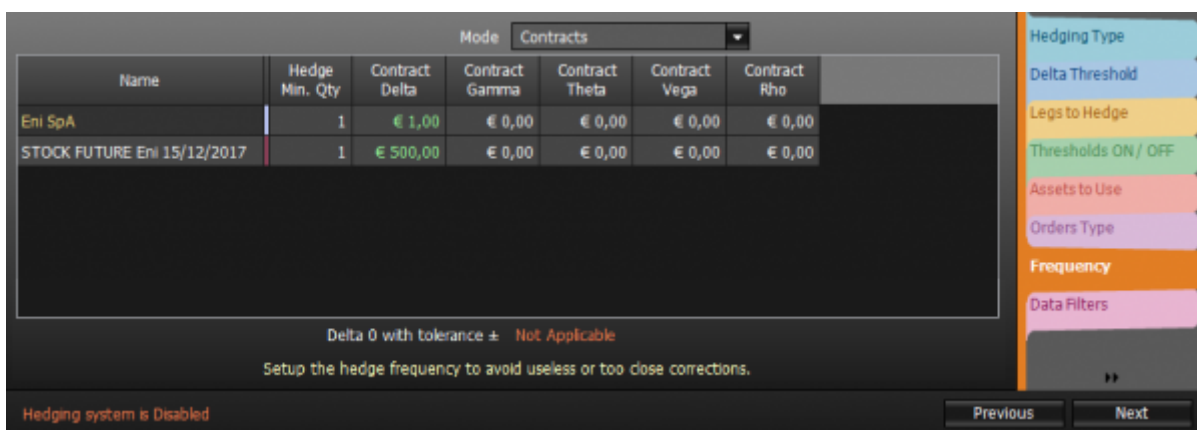 Mode Contracts
Name Hedge Min. Qty Contract Delta Contract Gamma Contract Theta Contract Vega Contract Rho
Eni SpA 1 € 1,00 € 0,00 € 0,00 € 0,00 € 0,00
STOCK FUTURE Eni 15/12/2017 1 € 500,00 € 0,00 € 0,00 € 0,00 € 0,00
Delta 0 with tolerance ± Not Applicable
Setup the hedge frequency to avoid useless or too close corrections.
Hedging system is Disabled
Previous Next
Hedging Type
Delta Threshold
Legs to Hedge
Thresholds ON / OFF
Assets to Use
Orders Type
Frequency
Data Filters